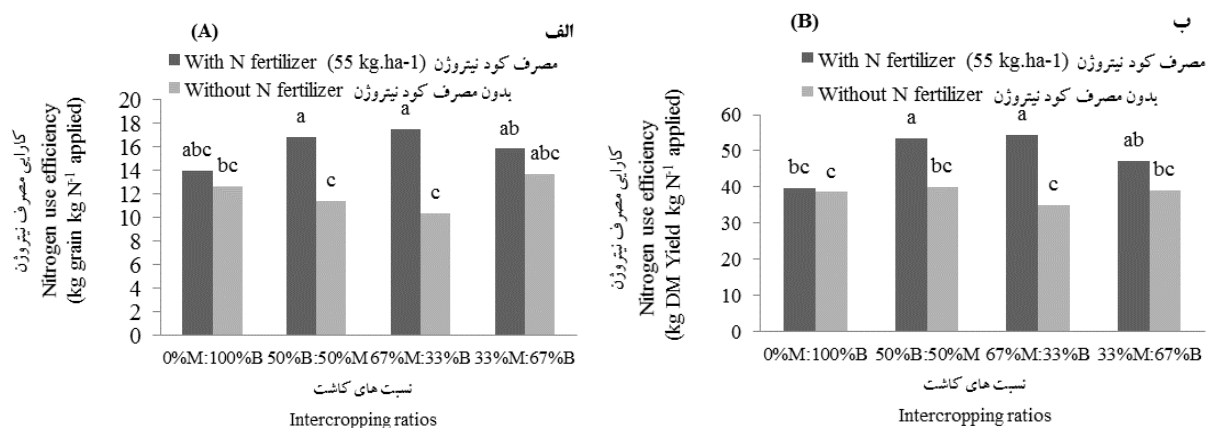 (A) الف
With N fertilizer (55 kg.ha-1) مصرف کود نیتروژن
Without N fertilizer بدون مصرف کود نیتروژن
کارایی مصرف نیتروژن
Nitrogen use efficiency
(kg grain kg N-1 applied)
20
18
16
14
12
10
8
6
4
2
0
abc bc a c a c ab abc
0%M:100%B 50%B:50%M 67%M:33%B 33%M:67%B
نسبت های کاشت
Intercropping ratios
(B) ب
With N fertilizer (55 kg.ha-1) مصرف کود نیتروژن
Without N fertilizer بدون مصرف کود نیتروژن
کارایی مصرف نیتروژن
Nitrogen use efficiency
(kg DM Yield kg N-1 applied)
60
50
40
30
20
10
0
bc c a bc a c ab bc
0%M:100%B 50%B:50%M 67%M:33%B 33%M:67%B
نسبت های کاشت
Intercropping ratios